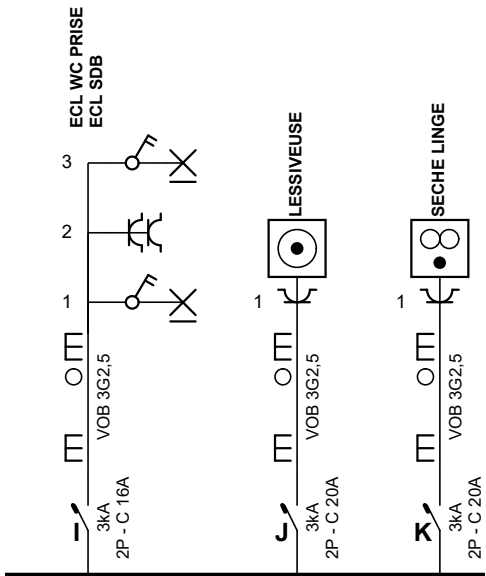 ECL WC PRISE
ECL SDB
3
2
1
VOB 3G2,5
I
3kA
2P - C 16A
LESSIVEUSE
1
VOB 3G2,5
J
3kA
2P - C 20A
SECHE LINGE
1
VOB 3G2,5
K
3kA
2P - C 20A